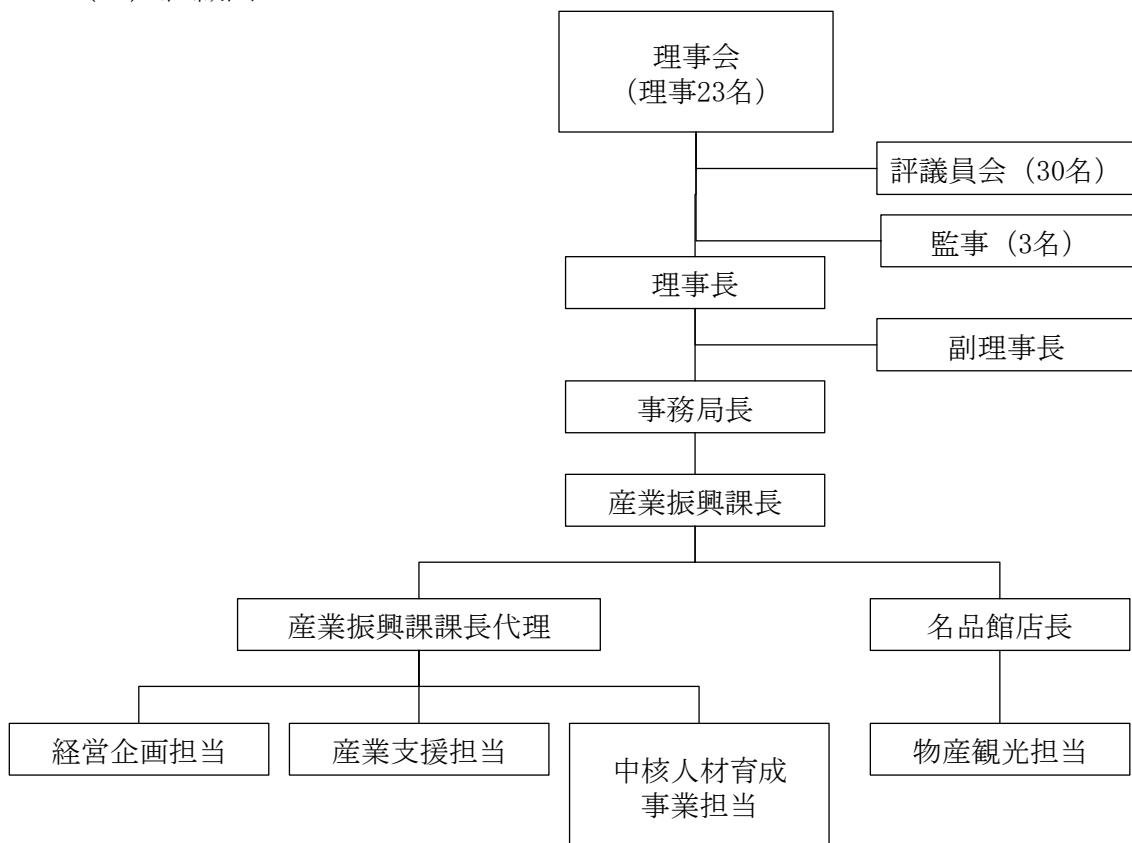 理事会
（理事23名）
評議員会（30名）
監事（3名）
理事長
副理事長
事務局長
産業振興課長
産業振興課課長代理
名品館店長
経営企画担当
産業支援担当
中核人材育成
事業担当
物産観光担当